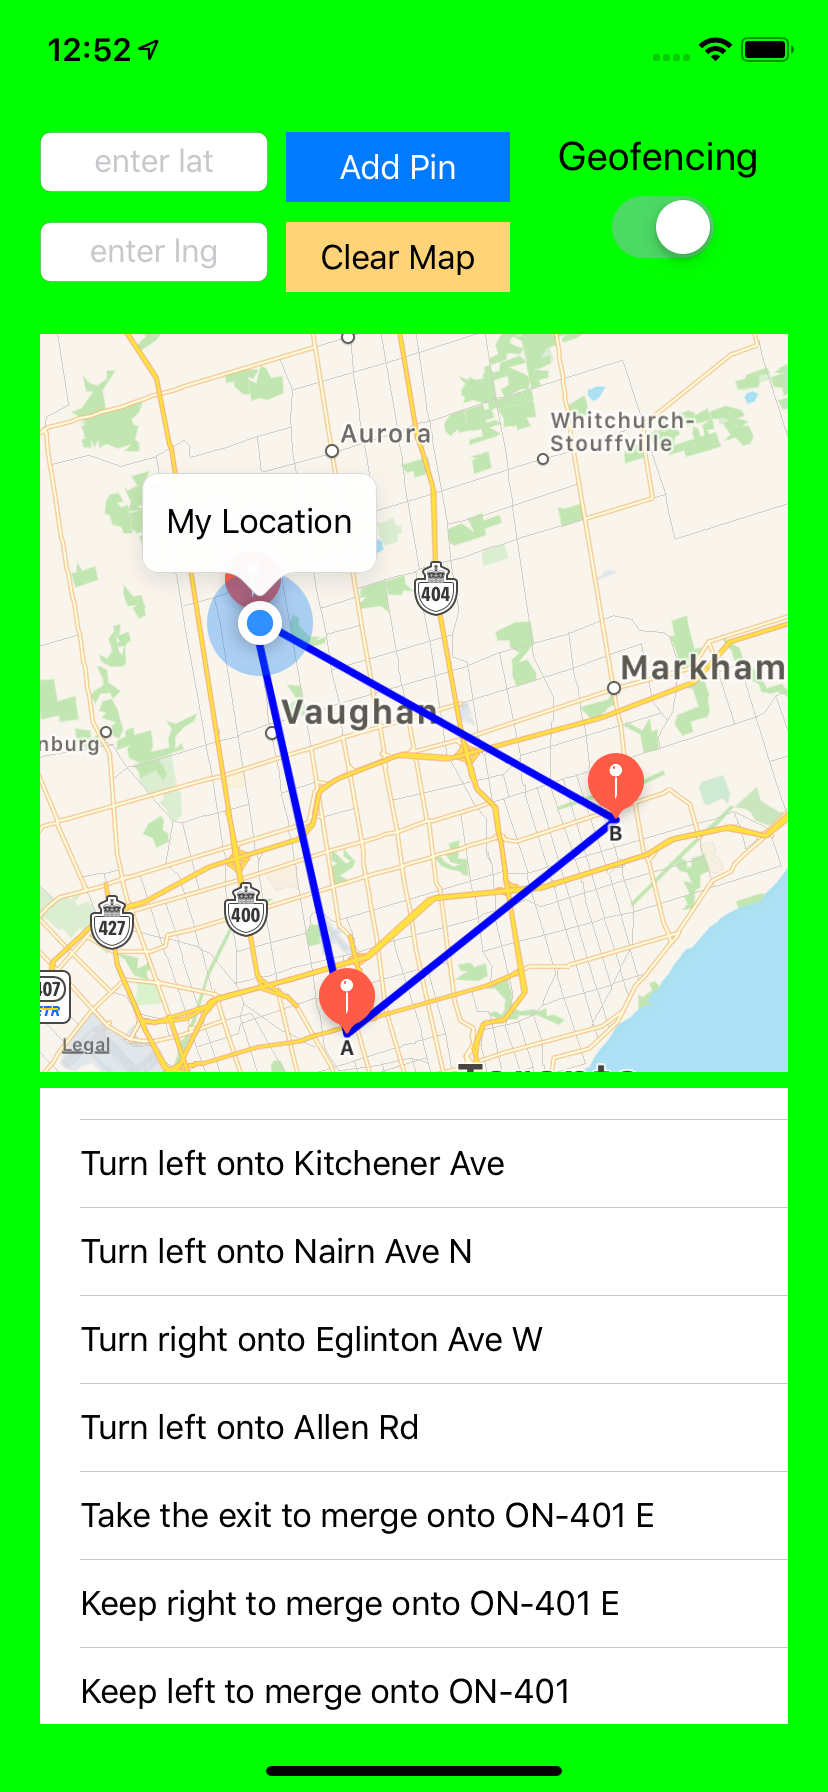 12:52
enter lat
Add Pin
Geofencing
enter lng
Clear Map
Aurora
Whitchurch-
Stouffville
My Location
404
Markham
Vaughan
nburg
B
400
427
407
ETR
Legal
A
Toronto
Turn left onto Kitchener Ave
Turn left onto Nairn Ave N
Turn right onto Eglinton Ave W
Turn left onto Allen Rd
Take the exit to merge onto ON-401 E
Keep right to merge onto ON-401 E
Keep left to merge onto ON-401